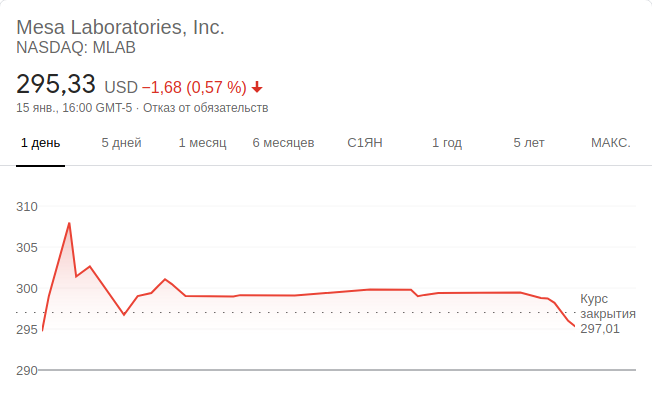 Mesa Laboratories, Inc.
NASDAQ: MLAB
295,33 USD −1,68 (0,57 %)
15 янв., 16:00 GMT-5 · Отказ от обязательств
1 день 5 дней 1 месяц 6 месяцев С1ЯН 1 год 5 лет МАКС.
310
305
300
295
290
Курс
закрытия
297,01